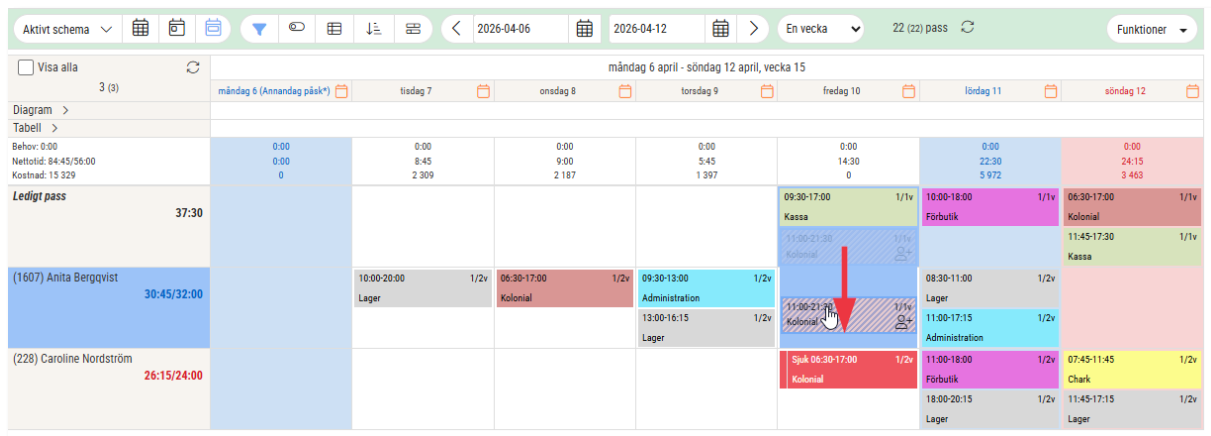 Aktivt schema 2026-04-06 2026-04-12 En vecka 22 (22) pass Funktioner
Visa alla måndag 6 april - söndag 12 april, vecka 15
3 (3) måndag 6 (Annandag påsk*) tisdag 7 onsdag 8 torsdag 9 fredag 10 lördag 11 söndag 12
Diagram >
Tabell >
Behov: 0:00 0:00 0:00 0:00 0:00 0:00 0:00 0:00
Nettotid: 84:45/56:00 0:00 8:45 9:00 5:45 14:30 22:30 24:15
Kostnad: 15 329 0 2 309 2 187 1 397 0 5 972 3 463
Ledigt pass 09:30-17:00 1/1v 10:00-18:00 1/1v 06:30-17:00 1/1v
37:30 Kassa Förbutik Kolonial
11:00-21:30 1/1v 11:45-17:30 1/1v
Kolonial Kassa
(1607) Anita Bergqvist 10:00-20:00 1/2v 06:30-17:00 1/2v 09:30-13:00 1/2v 08:30-11:00 1/2v
30:45/32:00 Lager Kolonial Administration Lager
11:00-21:30 1/1v
13:00-16:15 1/2v Kolonial 11:00-17:15 1/2v
Lager Administration
(228) Caroline Nordström Sjuk 06:30-17:00 1/2v 11:00-18:00 1/2v 07:45-11:45 1/2v
26:15/24:00 Kolonial Förbutik Chark
18:00-20:15 1/2v 11:45-17:15 1/2v
Lager Lager